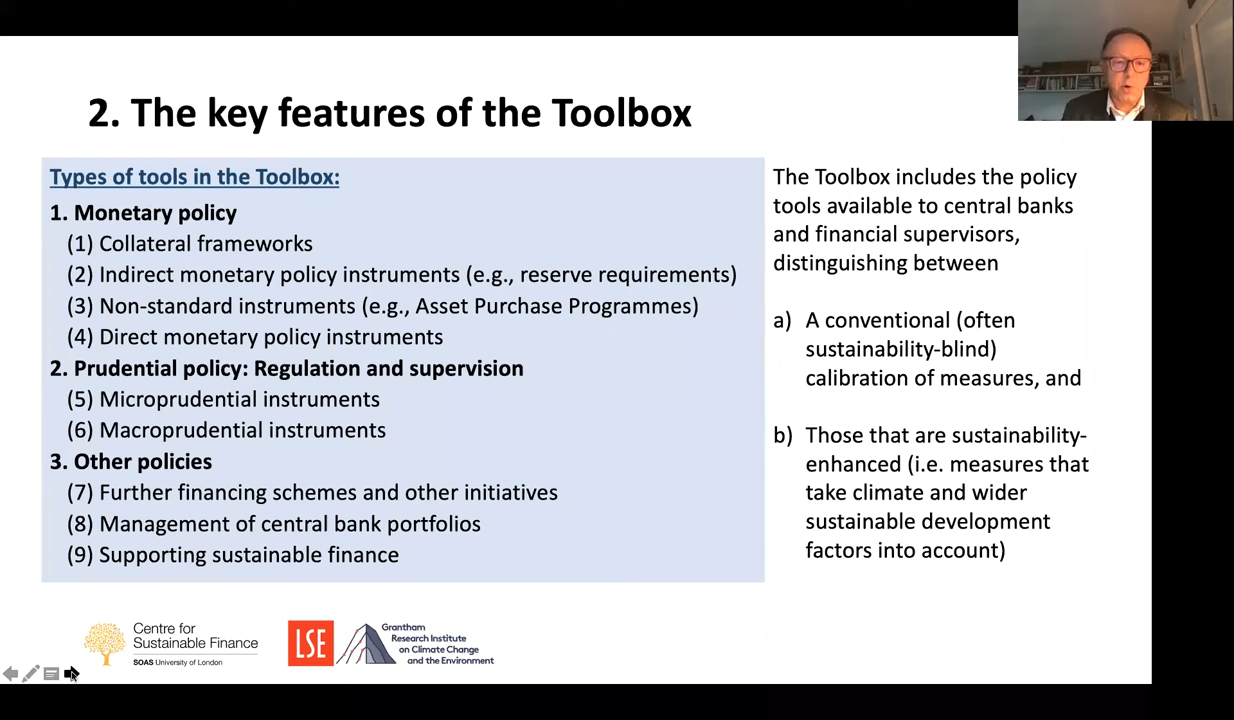 2. The key features of the Toolbox
Types of tools in the Toolbox:
1. Monetary policy
(1) Collateral frameworks
(2) Indirect monetary policy instruments (e.g., reserve requirements)
(3) Non-standard instruments (e.g., Asset Purchase Programmes)
(4) Direct monetary policy instruments
2. Prudential policy: Regulation and supervision
(5) Microprudential instruments
(6) Macroprudential instruments
3. Other policies
(7) Further financing schemes and other initiatives
(8) Management of central bank portfolios
(9) Supporting sustainable finance
The Toolbox includes the policy
tools available to central banks
and financial supervisors,
distinguishing between
a) A conventional (often
sustainability-blind)
calibration of measures, and
b) Those that are sustainability-
enhanced (i.e. measures that
take climate and wider
sustainable development
factors into account)
Centre for
Sustainable Finance
SOAS University of London
LSE
Grantham
Research Institute
on Climate Change
and the Environment